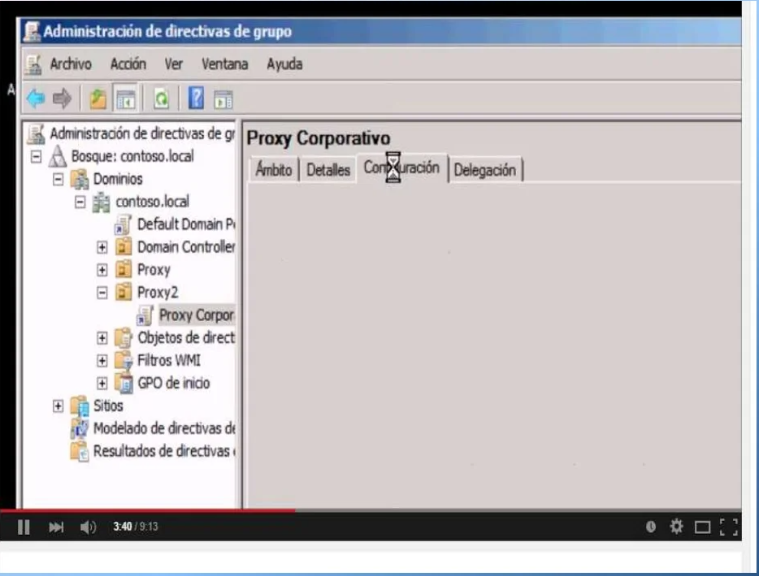 Administración de directivas de grupo
Archivo Acción Ver Ventana Ayuda
A
Administración de directivas de gr
Bosque: contoso.local
Dominios
contoso.local
Default Domain P
Domain Controller
Proxy
Proxy2
Proxy Corpor
Objetos de direct
Filtros WMI
GPO de inicio
Sitios
Modelado de directivas de
Resultados de directivas
Proxy Corporativo
Ámbito Detalles Configuración Delegación
3:40 / 9:13